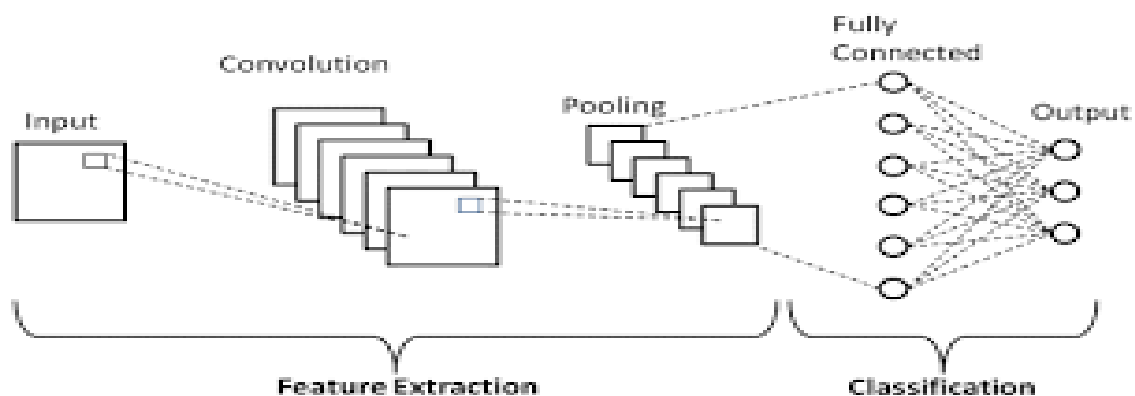 Input
Convolution
Pooling
Fully
Connected
Output
Feature Extraction
Classification